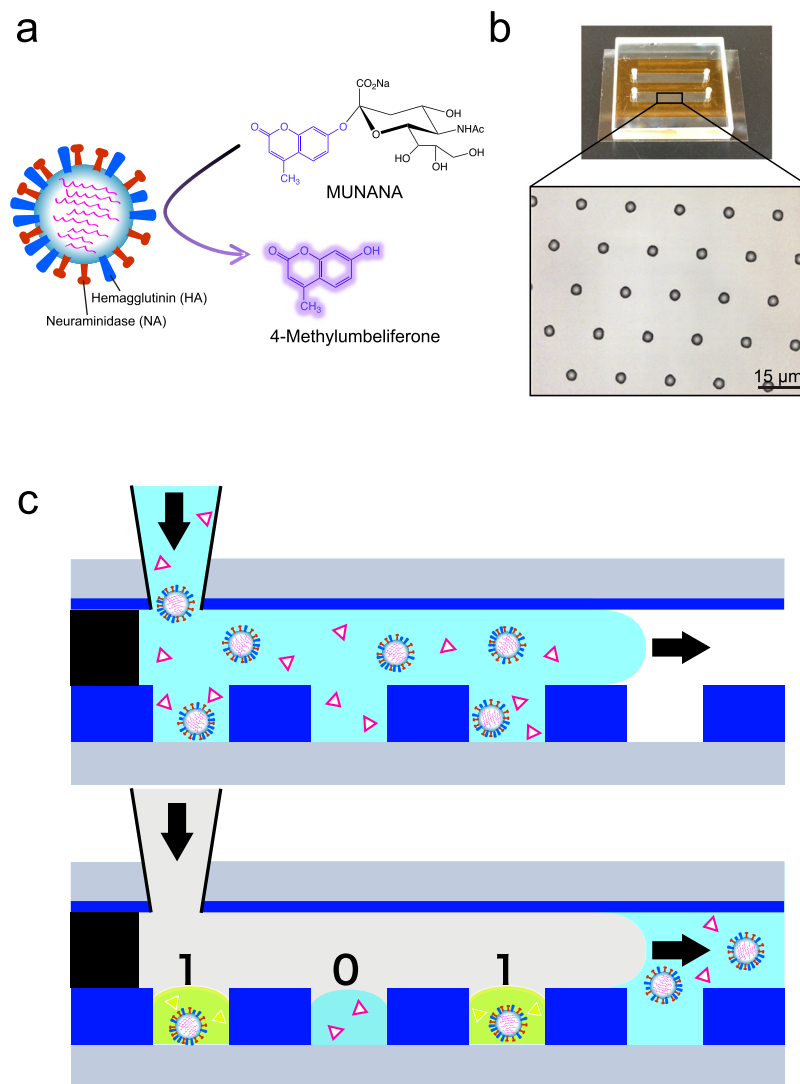 a
b
CO₂Na
OH
O
O
O
O
NHAc
HO
OH
OH
OH
CH₃
MUNANA
O
O
OH
CH₃
Hemagglutinin (HA)
Neuraminidase (NA)
4-Methylumbeliferone
15 µm
c
1
0
1